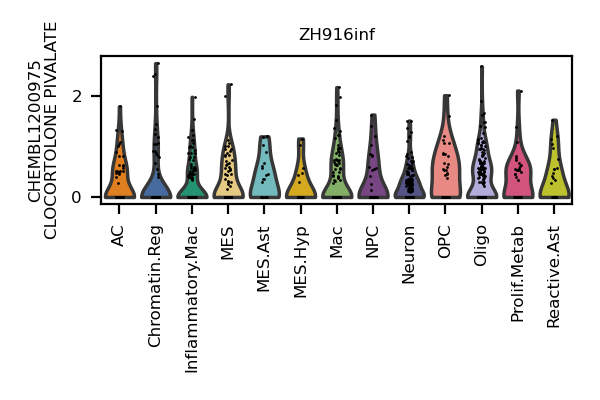 ZH916inf
CHEMBL1200975
CLOCORTOLONE PIVALATE
2
0
AC
Chromatin.Reg
Inflammatory.Mac
MES
MES.Ast
MES.Hyp
Mac
NPC
Neuron
OPC
Oligo
Prolif.Metab
Reactive.Ast